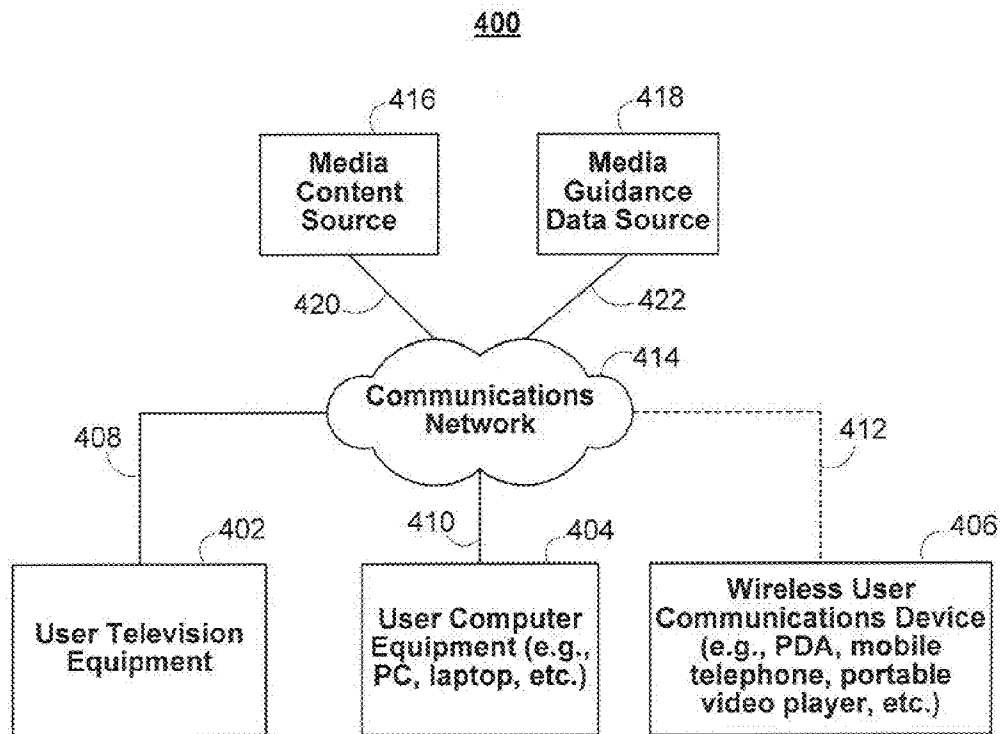 400
416
418
Media
Content
Source
Media
Guidance
Data Source
420
422
414
Communications
Network
408
412
402
410
404
406
User Television
Equipment
User Computer
Equipment (e.g.,
PC, laptop, etc.)
Wireless User
Communications Device
(e.g., PDA, mobile
telephone, portable
video player, etc.)